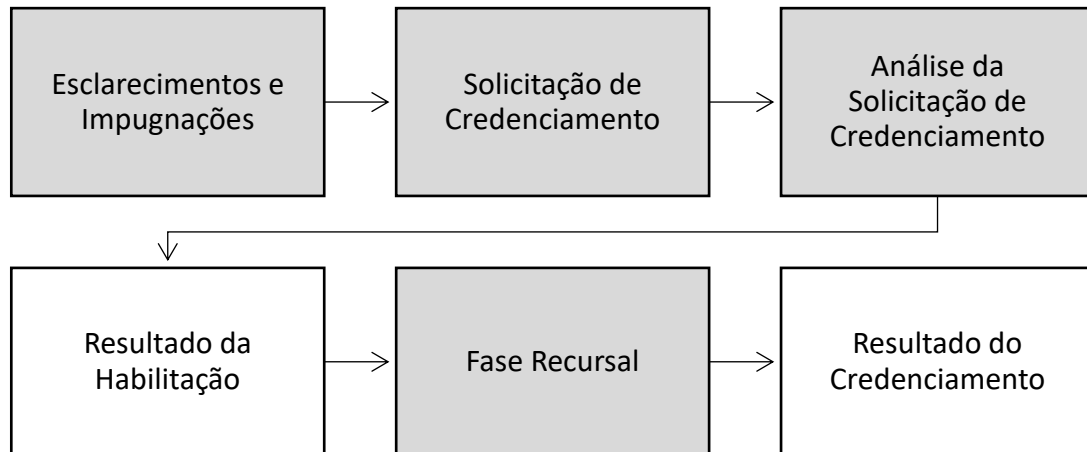 Esclarecimentos e
Impugnações
Solicitação de
Credenciamento
Análise da
Solicitação de
Credenciamento
Resultado da
Habilitação
Fase Recursal
Resultado do
Credenciamento